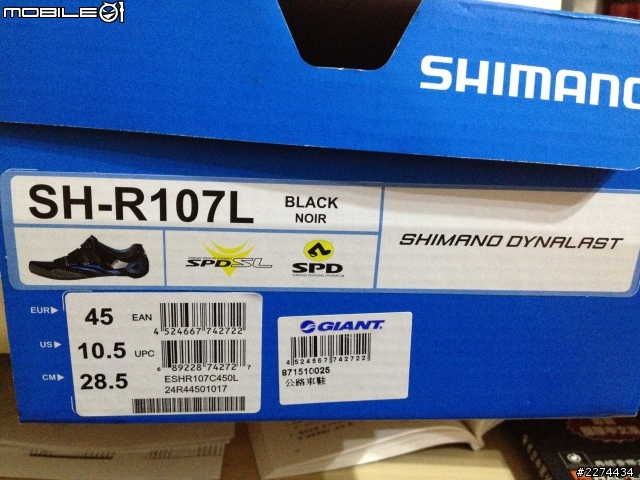 MOBILE01
SHIMANO
SH-R107L
BLACK
NOIR
SPD-SL
SPD
SHIMANO DYNALAST
EUR 45 EAN
4 524667 742722
US 10.5 UPC
6 89228 74272 7
CM 28.5
ESHR107C450L
24R44501017
GIANT
4 524667 742722
871510025
公路車鞋
#2274434